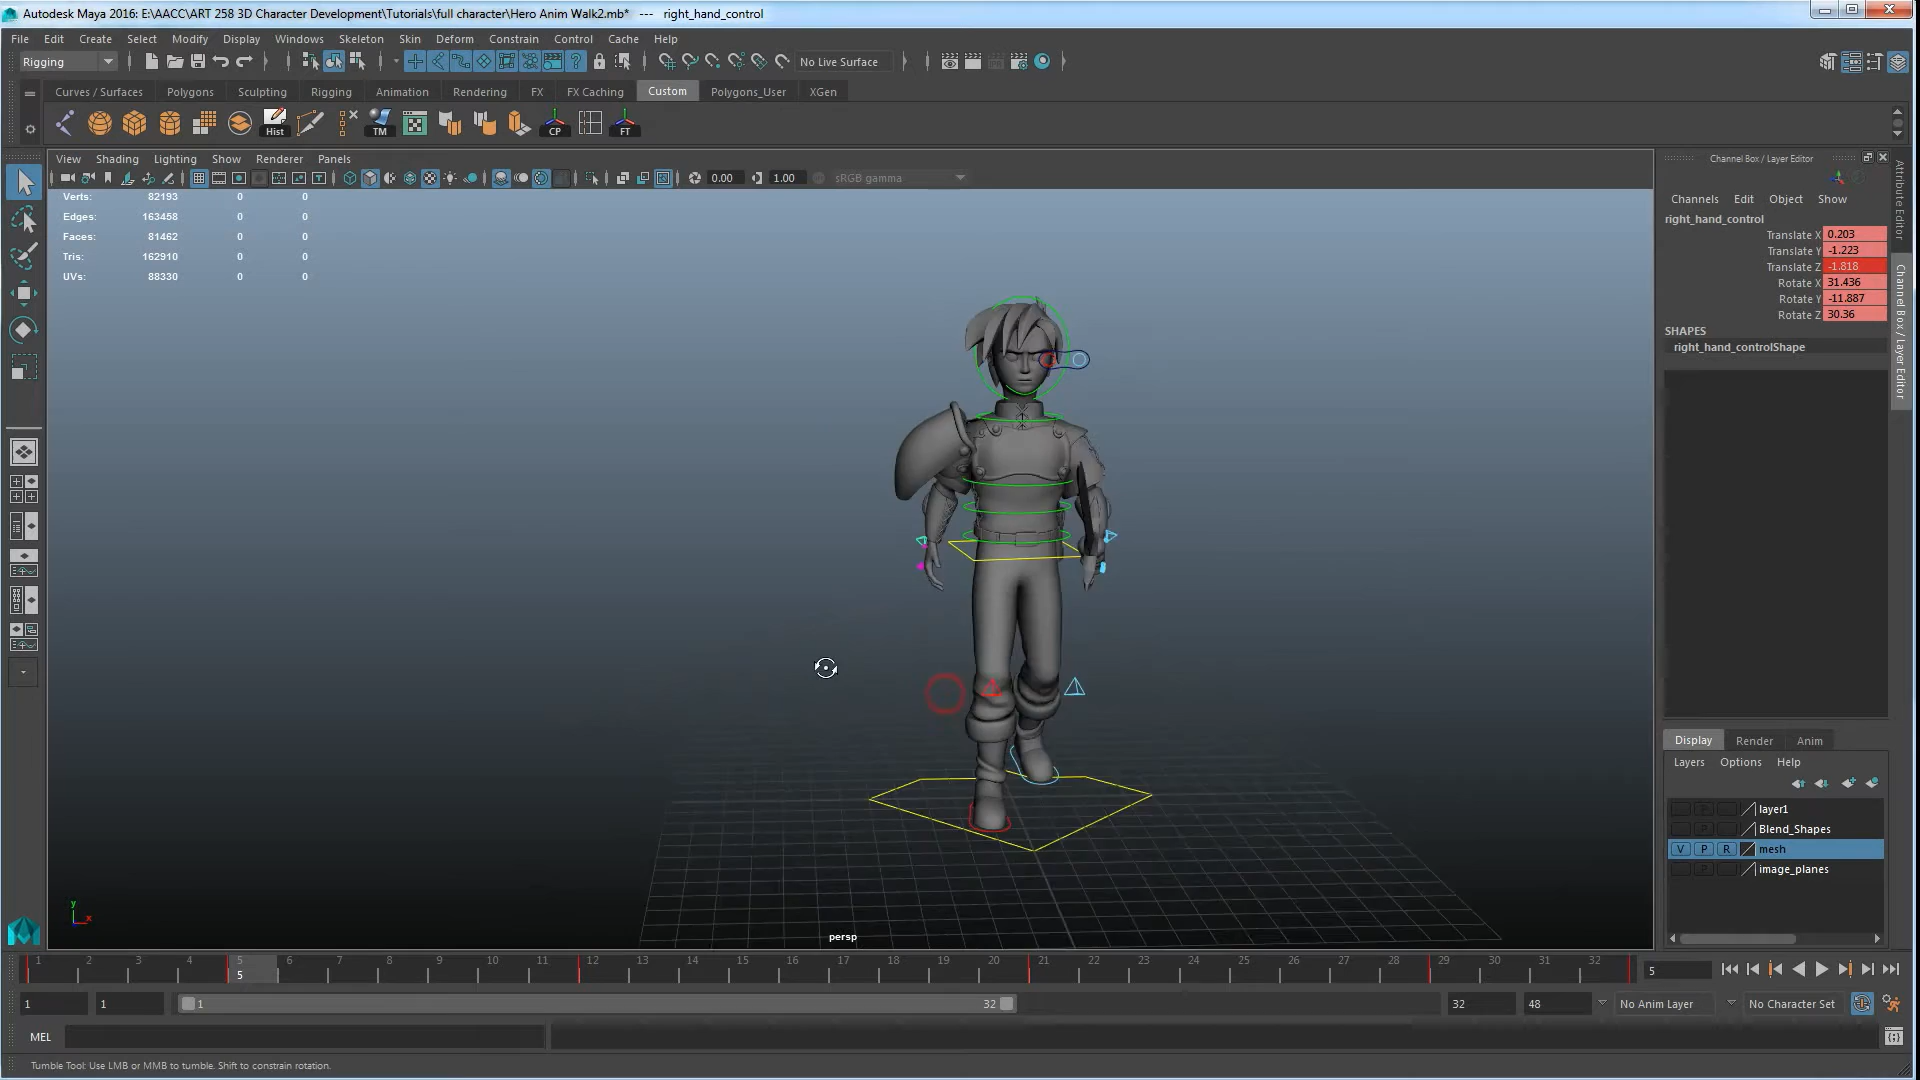 Autodesk Maya 2016: E:\AACC\ART 258 3D Character Development\Tutorials\full character\Hero Anim Walk2.mb*   ---   right_hand_control
File Edit Create Select Modify Display Windows Skeleton Skin Deform Constrain Control Cache Help
Rigging No Live Surface
Curves / Surfaces Polygons Sculpting Rigging Animation Rendering FX FX Caching Custom Polygons_User XGen
Hist TM CP FT
View Shading Lighting Show Renderer Panels
0.00 1.00 sRGB gamma
Verts: 82193 0 0
Edges: 163458 0 0
Faces: 81462 0 0
Tris: 162910 0 0
UVs: 88330 0 0
y
x
persp
Channel Box / Layer Editor
Channels Edit Object Show
right_hand_control
Translate X 0.203
Translate Y -1.223
Translate Z -1.818
Rotate X 31.436
Rotate Y -11.887
Rotate Z 30.36
SHAPES
right_hand_controlShape
Attribute Editor
Channel Box / Layer Editor
Display Render Anim
Layers Options Help
P layer1
P Blend_Shapes
V P R mesh
P image_planes
1 2 3 4 5 6 7 8 9 10 11 12 13 14 15 16 17 18 19 20 21 22 23 24 25 26 27 28 29 30 31 32
5
5
1 1 1 32 32 48 No Anim Layer No Character Set
MEL
Tumble Tool: Use LMB or MMB to tumble. Shift to constrain rotation.